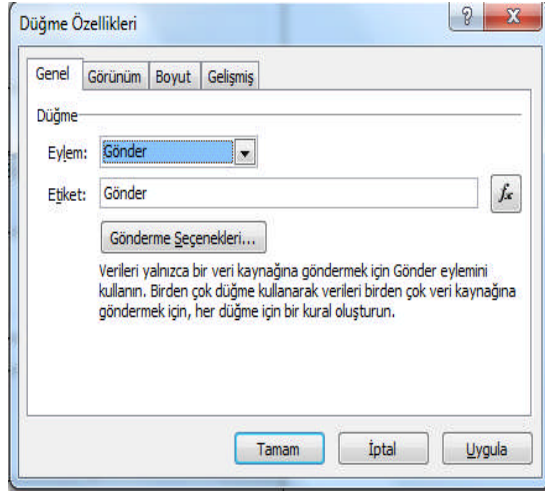 Düğme Özellikleri
Genel Görünüm Boyut Gelişmiş
Düğme
Eylem: Gönder
Etiket: Gönder
Gönderme Seçenekleri...
Verileri yalnızca bir veri kaynağına göndermek için Gönder eylemini
kullanın. Birden çok düğme kullanarak verileri birden çok veri kaynağına
göndermek için, her düğme için bir kural oluşturun.
Tamam İptal Uygula